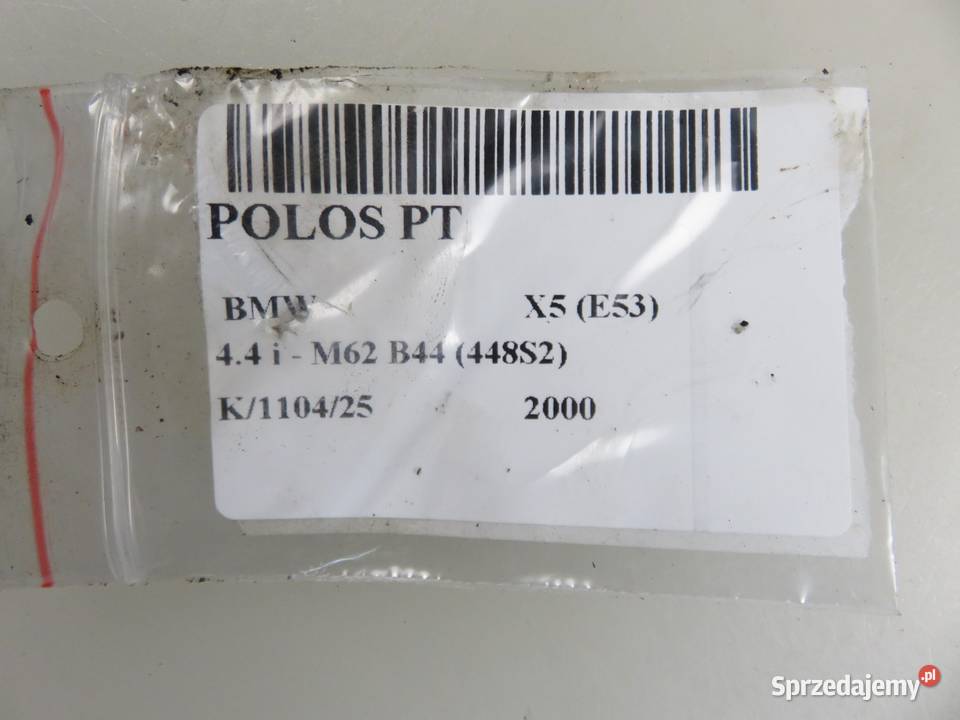 POLOS PT
BMW X5 (E53)
4.4 i - M62 B44 (448S2)
K/1104/25 2000
Sprzedajemy.pl